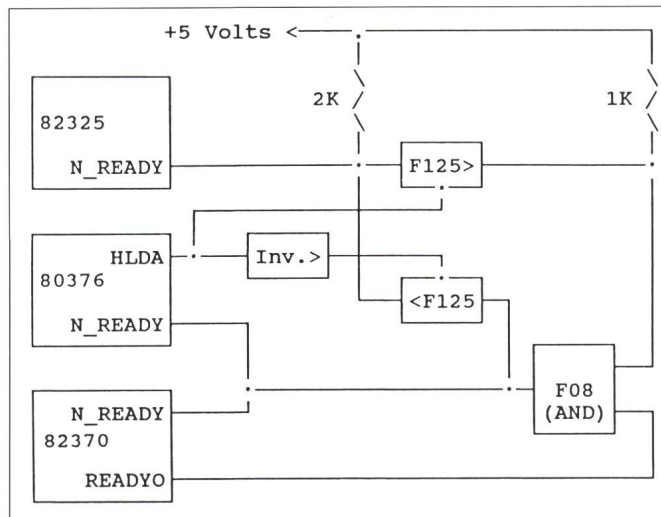 +5 Volts <
2K
1K
82325
N_READY
F125>
HLDA
Inv.>
80376
<F125
N_READY
F08
(AND)
N_READY
82370
READYO